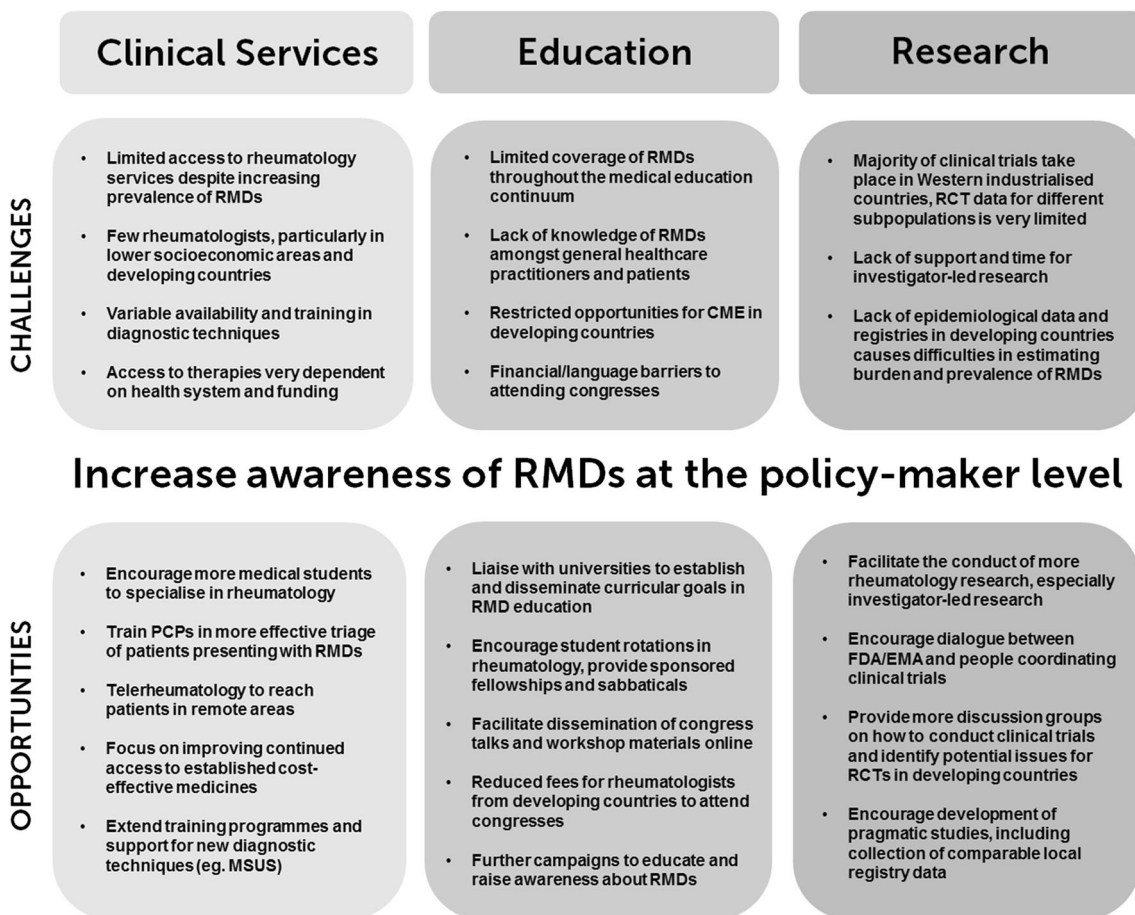 Clinical Services
Education
Research
CHALLENGES
• Limited access to rheumatology
services despite increasing
prevalence of RMDs
• Few rheumatologists, particularly in
lower socioeconomic areas and
developing countries
• Variable availability and training in
diagnostic techniques
• Access to therapies very dependent
on health system and funding
• Limited coverage of RMDs
throughout the medical education
continuum
• Lack of knowledge of RMDs
amongst general healthcare
practitioners and patients
• Restricted opportunities for CME in
developing countries
• Financial/language barriers to
attending congresses
• Majority of clinical trials take
place in Western industrialised
countries, RCT data for different
subpopulations is very limited
• Lack of support and time for
investigator-led research
• Lack of epidemiological data and
registries in developing countries
causes difficulties in estimating
burden and prevalence of RMDs
Increase awareness of RMDs at the policy-maker level
OPPORTUNTIES
• Encourage more medical students
to specialise in rheumatology
• Train PCPs in more effective triage
of patients presenting with RMDs
• Telerheumatology to reach
patients in remote areas
• Focus on improving continued
access to established cost-
effective medicines
• Extend training programmes and
support for new diagnostic
techniques (eg. MSUS)
• Liaise with universities to establish
and disseminate curricular goals in
RMD education
• Encourage student rotations in
rheumatology, provide sponsored
fellowships and sabbaticals
• Facilitate dissemination of congress
talks and workshop materials online
• Reduced fees for rheumatologists
from developing countries to attend
congresses
• Further campaigns to educate and
raise awareness about RMDs
• Facilitate the conduct of more
rheumatology research, especially
investigator-led research
• Encourage dialogue between
FDA/EMA and people coordinating
clinical trials
• Provide more discussion groups
on how to conduct clinical trials
and identify potential issues for
RCTs in developing countries
• Encourage development of
pragmatic studies, including
collection of comparable local
registry data